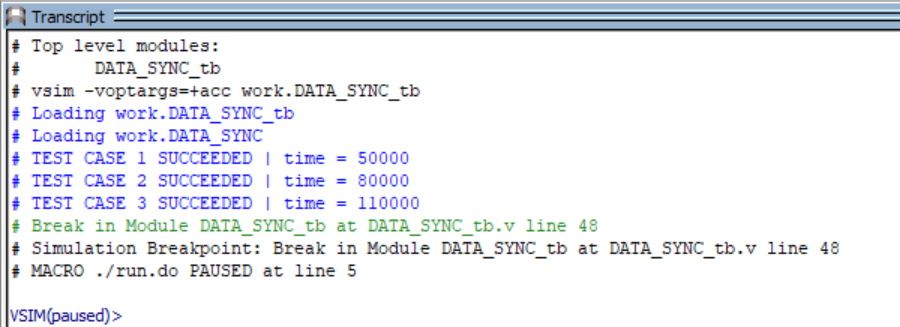 Transcript
# Top level modules:
#       DATA_SYNC_tb
# vsim -voptargs=+acc work.DATA_SYNC_tb
# Loading work.DATA_SYNC_tb
# Loading work.DATA_SYNC
# TEST CASE 1 SUCCEEDED | time = 50000
# TEST CASE 2 SUCCEEDED | time = 80000
# TEST CASE 3 SUCCEEDED | time = 110000
# Break in Module DATA_SYNC_tb at DATA_SYNC_tb.v line 48
# Simulation Breakpoint: Break in Module DATA_SYNC_tb at DATA_SYNC_tb.v line 48
# MACRO ./run.do PAUSED at line 5
VSIM(paused)>